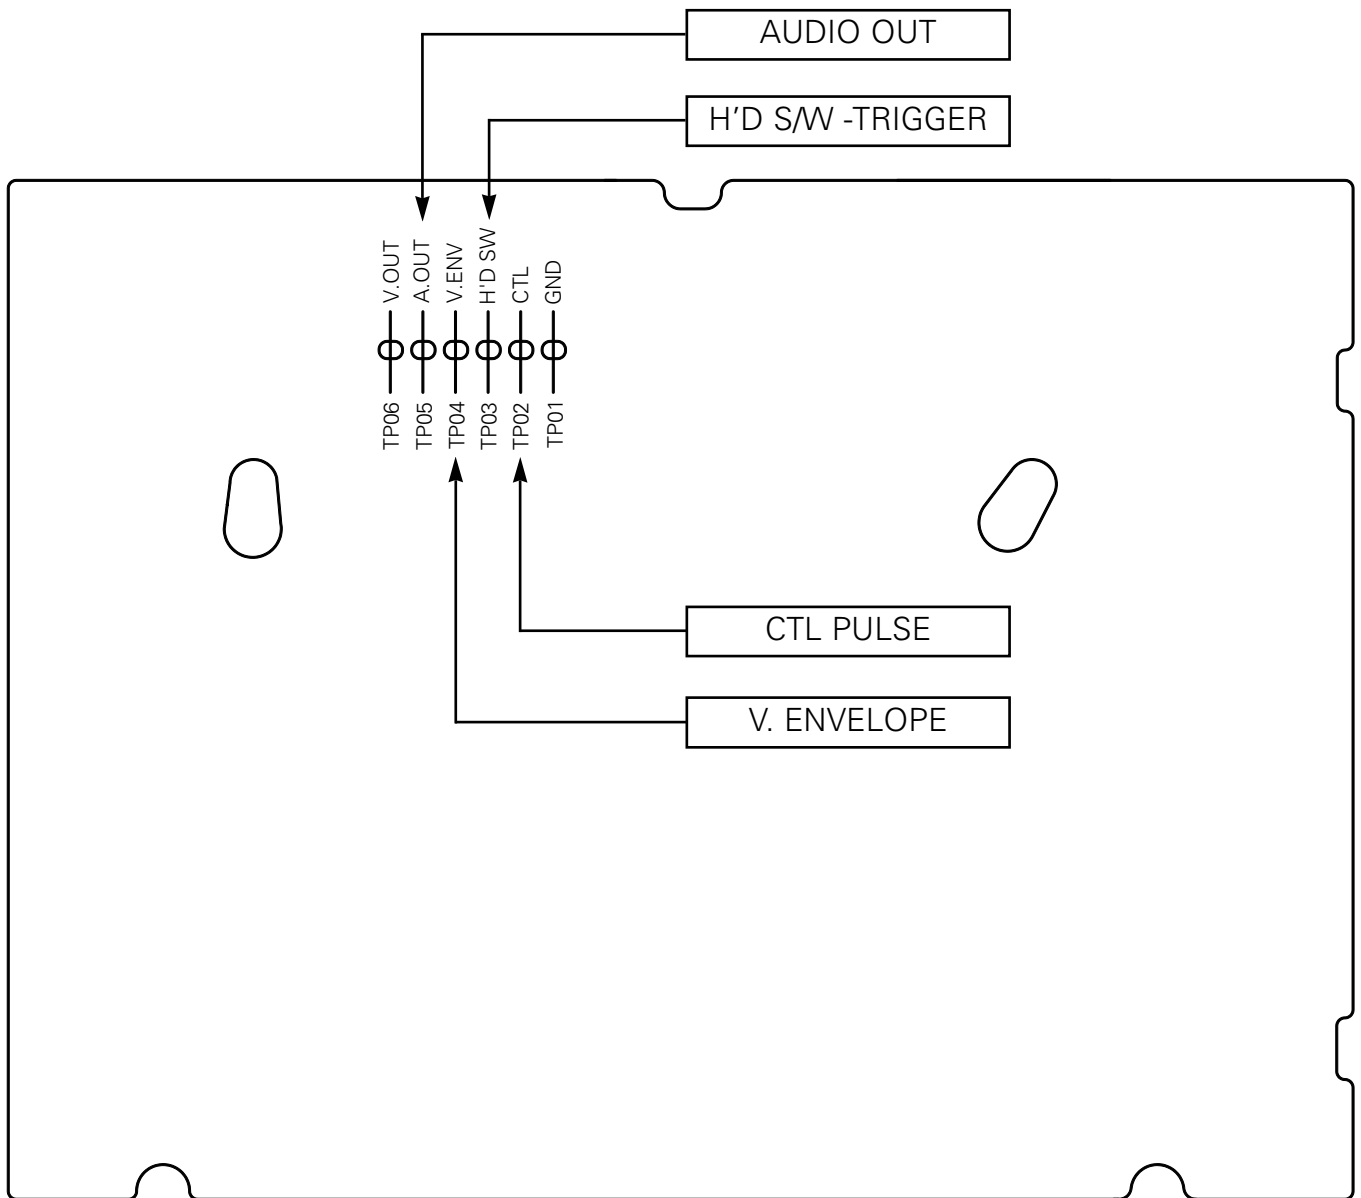 AUDIO OUT
H'D S/W -TRIGGER
V.OUT
A.OUT
V.ENV
H'D SW
CTL
GND
TP06
TP05
TP04
TP03
TP02
TP01
CTL PULSE
V. ENVELOPE